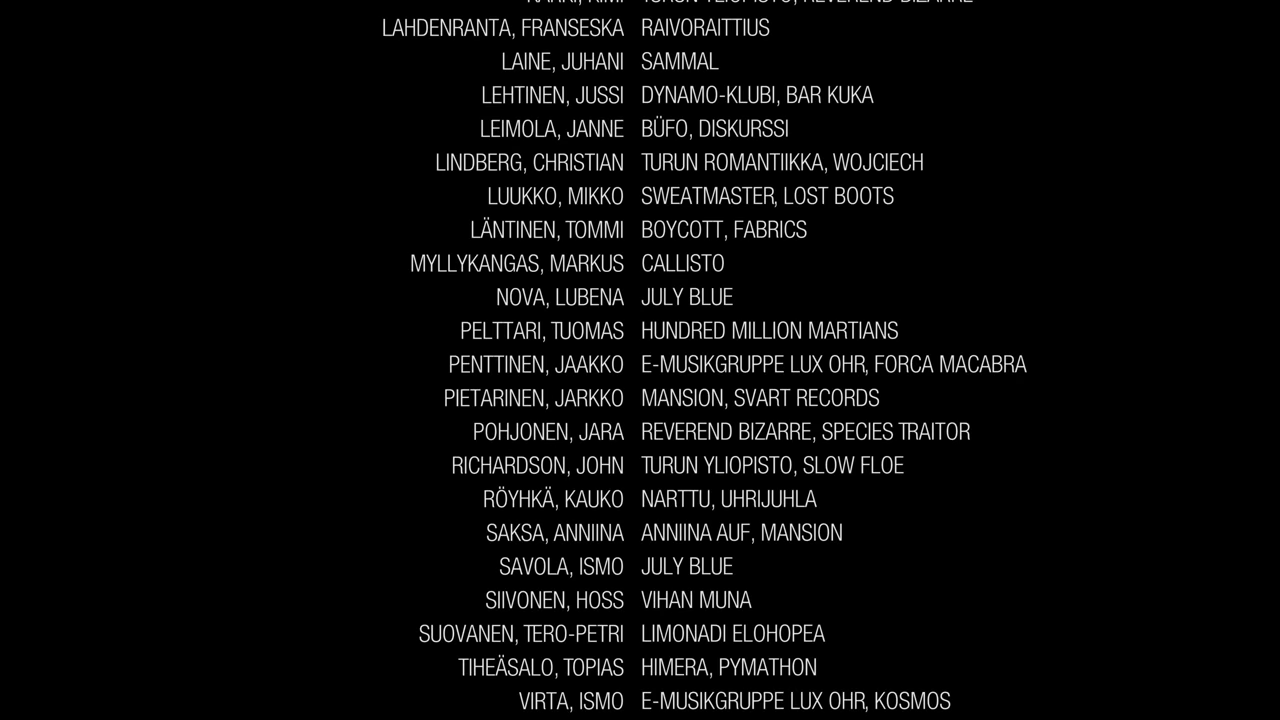 LAHDENRANTA, FRANSESKA RAIVORAITTIUS
LAINE, JUHANI SAMMAL
LEHTINEN, JUSSI DYNAMO-KLUBI, BAR KUKA
LEIMOLA, JANNE BÜFO, DISKURSSI
LINDBERG, CHRISTIAN TURUN ROMANTIIKKA, WOJCIECH
LUUKKO, MIKKO SWEATMASTER, LOST BOOTS
LÄNTINEN, TOMMI BOYCOTT, FABRICS
MYLLYKANGAS, MARKUS CALLISTO
NOVA, LUBENA JULY BLUE
PELTTARI, TUOMAS HUNDRED MILLION MARTIANS
PENTTINEN, JAAKKO E-MUSIKGRUPPE LUX OHR, FORCA MACABRA
PIETARINEN, JARKKO MANSION, SVART RECORDS
POHJONEN, JARA REVEREND BIZARRE, SPECIES TRAITOR
RICHARDSON, JOHN TURUN YLIOPISTO, SLOW FLOE
RÖYHKÄ, KAUKO NARTTU, UHRIJUHLA
SAKSA, ANNIINA ANNIINA AUF, MANSION
SAVOLA, ISMO JULY BLUE
SIIVONEN, HOSS VIHAN MUNA
SUOVANEN, TERO-PETRI LIMONADI ELOHOPEA
TIHEÄSALO, TOPIAS HIMERA, PYMATHON
VIRTA, ISMO E-MUSIKGRUPPE LUX OHR, KOSMOS